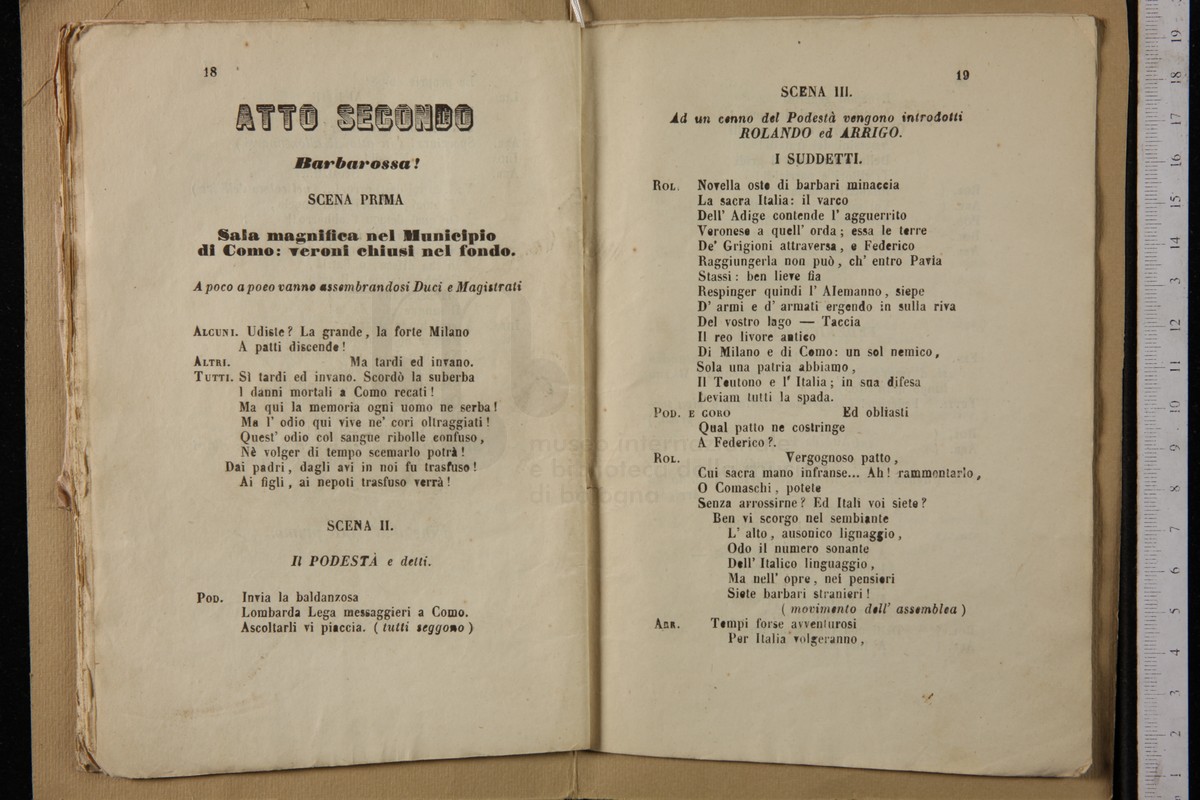 18
ATTO SECONDO
Barbarossa!
SCENA PRIMA
Sala magnifica nel Municipio
di Como: veroni chiusi nel fondo.
A poco a poco vanno assembrandosi Duci e Magistrati
ALCUNI. Udiste? La grande, la forte Milano
A patti discende!
ALTRI. Ma tardi ed invano.
TUTTI. Sì tardi ed invano. Scordò la suberba
I danni mortali a Como recati!
Ma qui la memoria ogni uomo ne serba!
Ma l' odio qui vive ne' cori oltraggiati!
Quest' odio col sangue ribolle confuso,
Nè volger di tempo scemarlo potrà!
Dai padri, dagli avi in noi fu trasfuso!
Ai figli, ai nepoti trasfuso verrà!
SCENA II.
Il PODESTÀ e detti.
POD. Invia la baldanzosa
Lombarda Lega messaggieri a Como.
Ascoltarli vi piaccia. (tutti seggono)
19
SCENA III.
Ad un cenno del Podestà vengono introdotti
ROLANDO ed ARRIGO.
I SUDDETTI.
ROL. Novella oste di barbari minaccia
La sacra Italia: il varco
Dell' Adige contende l' agguerrito
Veronese a quell' orda; essa le terre
De' Grigioni attraversa, e Federico
Raggiungerla non può, ch' entro Pavia
Stassi: ben lieve fia
Respinger quindi l' Alemanno, siepe
D' armi e d' armati ergendo in sulla riva
Del vostro lago — Taccia
Il reo livore antico
Di Milano e di Como: un sol nemico,
Sola una patria abbiamo,
Il Teutono e l' Italia; in sua difesa
Leviam tutti la spada.
POD. E CORO Ed obliasti
Qual patto ne costringe
A Federico?.
ROL. Vergognoso patto,
Cui sacra mano infranse... Ah! rammentarlo,
O Comaschi, potete
Senza arrossirne? Ed Itali voi siete?
Ben vi scorgo nel sembiante
L' alto, ausonico lignaggio,
Odo il numero sonante
Dell' Italico linguaggio,
Ma nell' opre, nei pensieri
Siete barbari stranieri!
(movimento dell' assemblea)
ARR. Tempi forse avventurosi
Per Italia volgeranno,